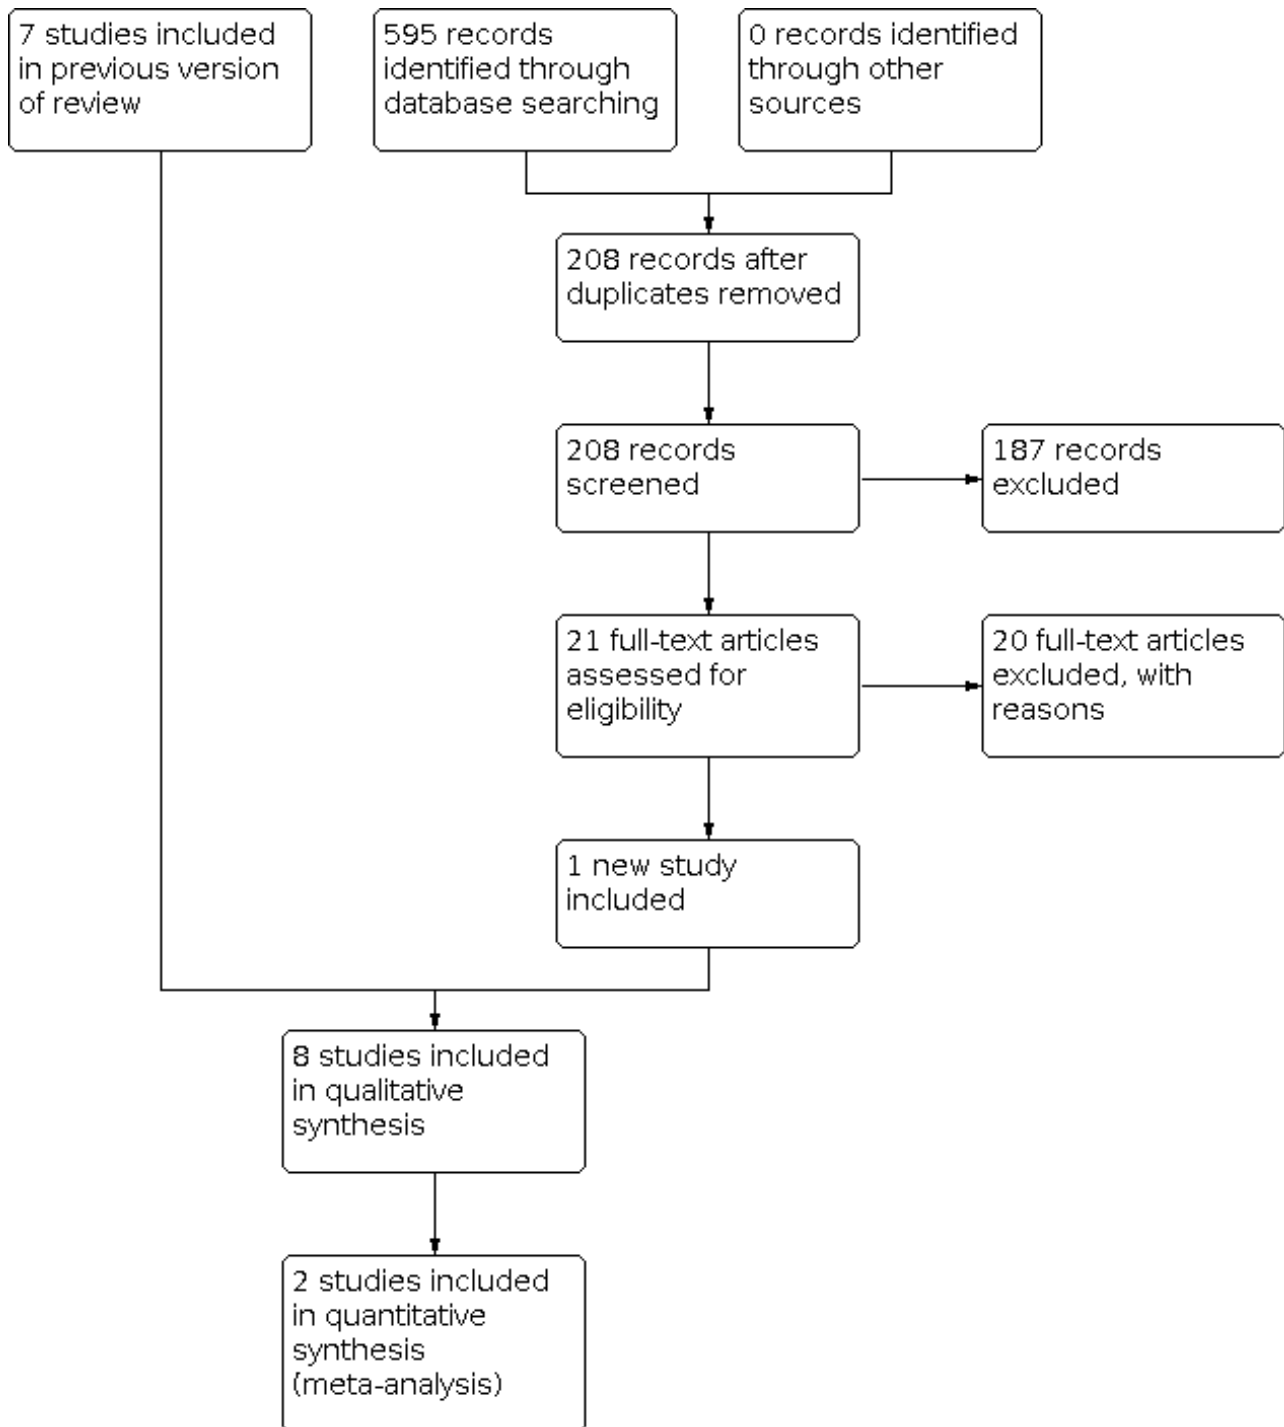 7 studies included
in previous version
of review
595 records
identified through
database searching
0 records identified
through other
sources
208 records after
duplicates removed
208 records
screened
187 records
excluded
21 full-text articles
assessed for
eligibility
20 full-text articles
excluded, with
reasons
1 new study
included
8 studies included
in qualitative
synthesis
2 studies included
in quantitative
synthesis
(meta-analysis)